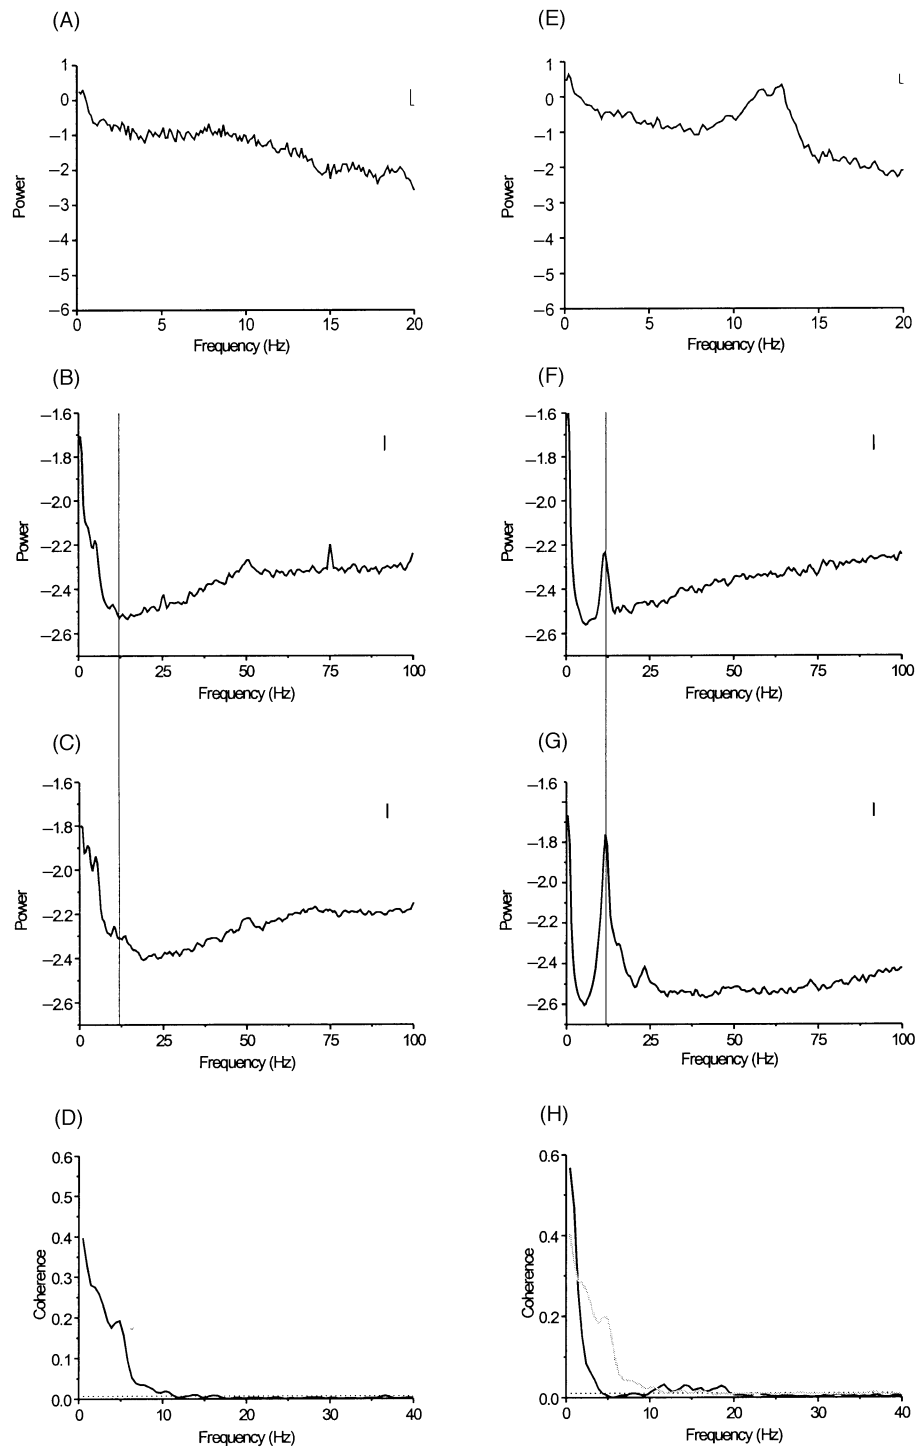 (A)
1
0
−1
−2
−3
−4
−5
−6
Power
0 5 10 15 20
Frequency (Hz)
(B)
−1.6
−1.8
−2.0
−2.2
−2.4
−2.6
Power
0 25 50 75 100
Frequency (Hz)
(C)
−1.6
−1.8
−2.0
−2.2
−2.4
−2.6
Power
0 25 50 75 100
Frequency (Hz)
(D)
0.6
0.5
0.4
0.3
0.2
0.1
0.0
Coherence
0 10 20 30 40
Frequency (Hz)
(E)
1
0
−1
−2
−3
−4
−5
−6
Power
0 5 10 15 20
Frequency (Hz)
(F)
−1.6
−1.8
−2.0
−2.2
−2.4
−2.6
Power
0 25 50 75 100
Frequency (Hz)
(G)
−1.6
−1.8
−2.0
−2.2
−2.4
−2.6
Power
0 25 50 75 100
Frequency (Hz)
(H)
0.6
0.4
0.2
0.0
Coherence
0 10 20 30 40
Frequency (Hz)